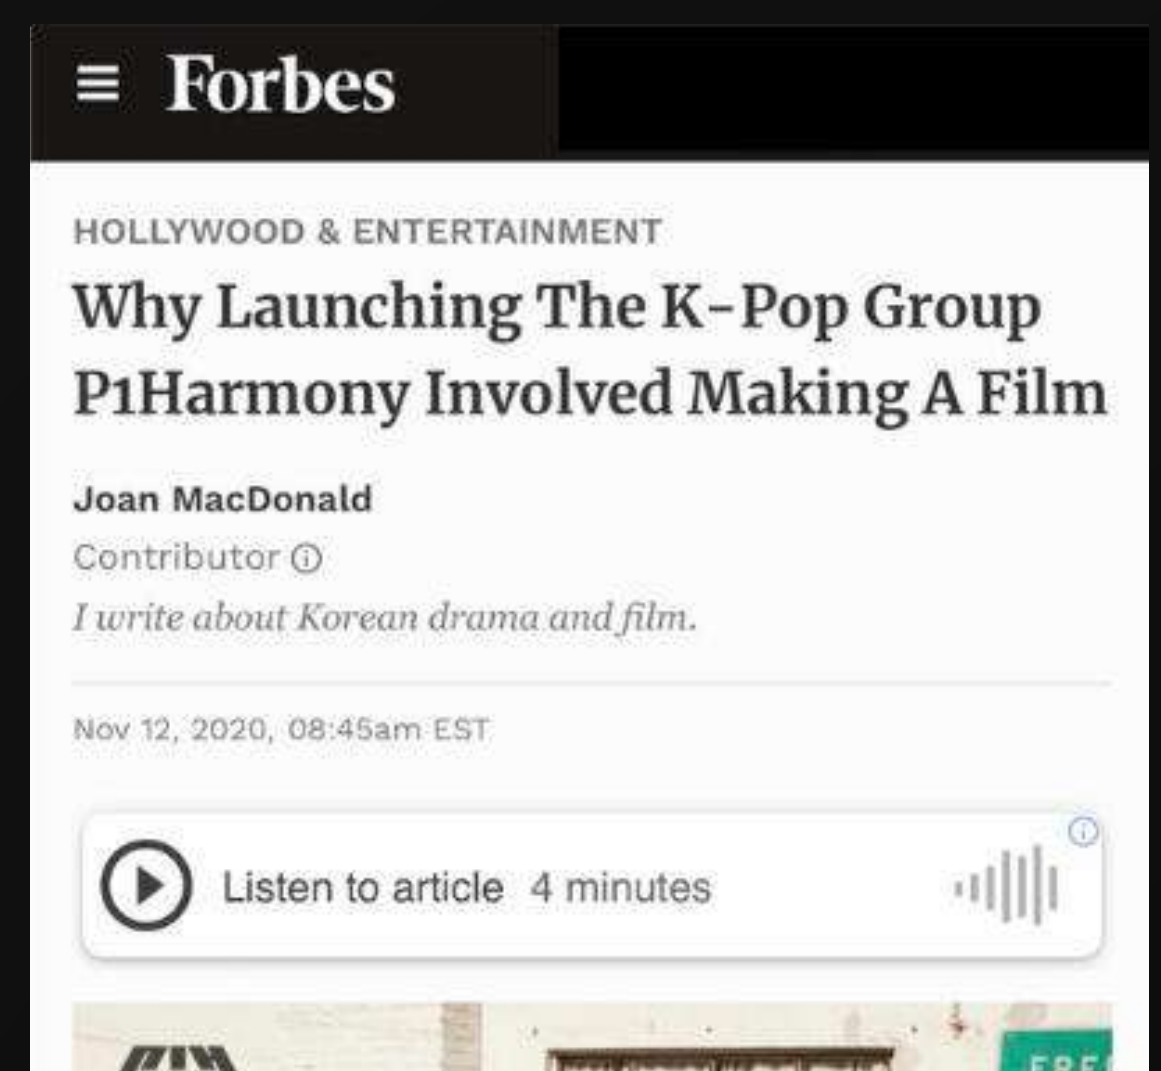 Forbes
HOLLYWOOD & ENTERTAINMENT
Why Launching The K-Pop Group
P1Harmony Involved Making A Film
Joan MacDonald
Contributor
I write about Korean drama and film.
Nov 12, 2020, 08:45am EST
Listen to article 4 minutes